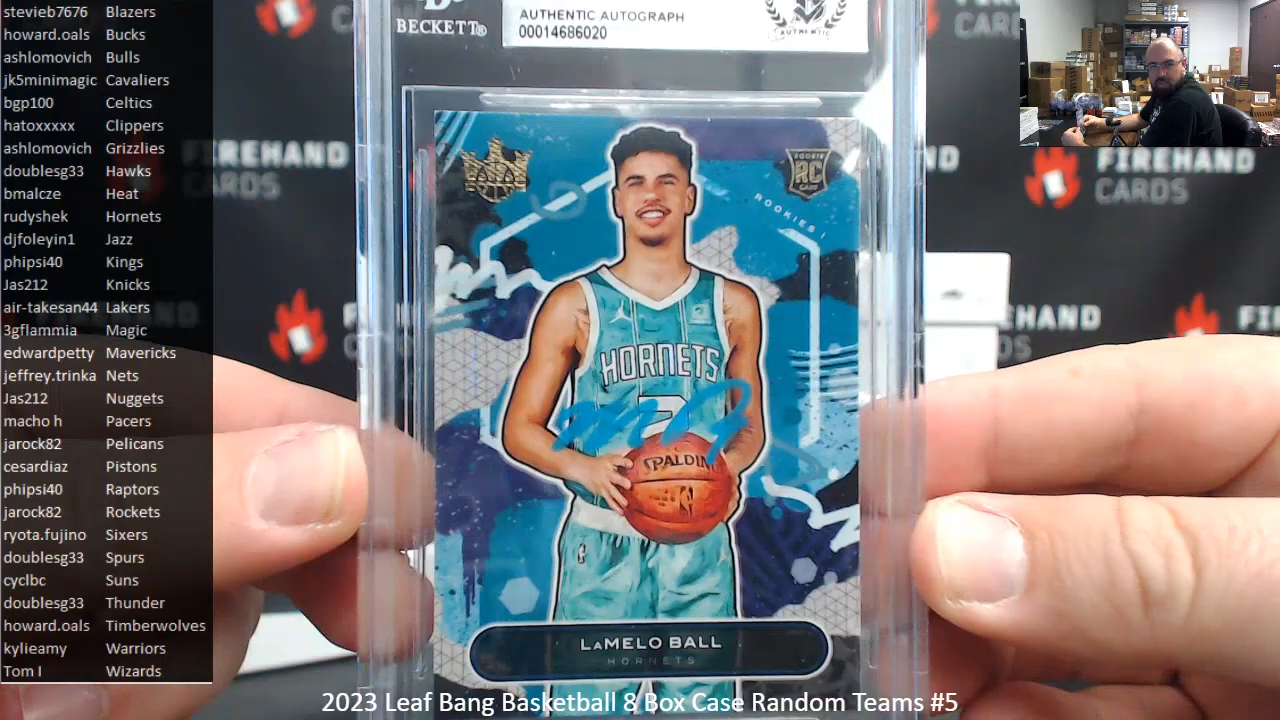 stevieb7676 Blazers
howard.oals Bucks
ashlomovich Bulls
jk5minimagic Cavaliers
bgp100 Celtics
hatoxxxxx Clippers
ashlomovich Grizzlies
doublesg33 Hawks
bmalcze Heat
rudyshek Hornets
djfoleyin1 Jazz
phipsi40 Kings
Jas212 Knicks
air-takesan44 Lakers
3gflammia Magic
edwardpetty Mavericks
jeffrey.trinka Nets
Jas212 Nuggets
macho h Pacers
jarock82 Pelicans
cesardiaz Pistons
phipsi40 Raptors
jarock82 Rockets
ryota.fujino Sixers
doublesg33 Spurs
cyclbc Suns
doublesg33 Thunder
howard.oals Timberwolves
kylieamy Warriors
Tom I Wizards
BECKETT®
AUTHENTIC AUTOGRAPH
00014686020
AUTHENTIC
ROOKIE
RC
CARD
ROOKIES I
HORNETS
2
SPALDING
LAMELO BALL
HORNETS
FIREHAND
CARDS
FIREHAND
CARDS
2023 Leaf Bang Basketball 8 Box Case Random Teams #5